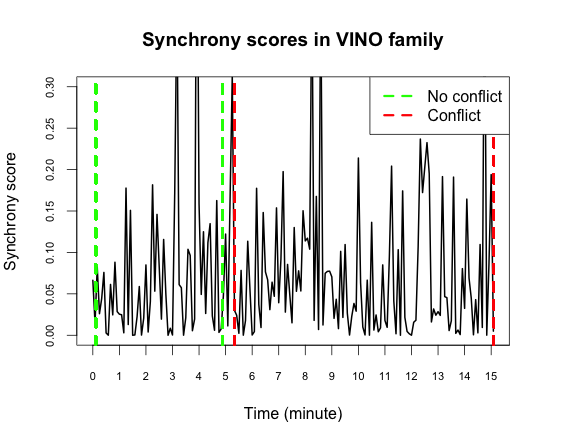 Synchrony scores in VINO family
No conflict
Conflict
Synchrony score
0.00 0.05 0.10 0.15 0.20 0.25 0.30
0 1 2 3 4 5 6 7 8 9 10 11 12 13 14 15
Time (minute)